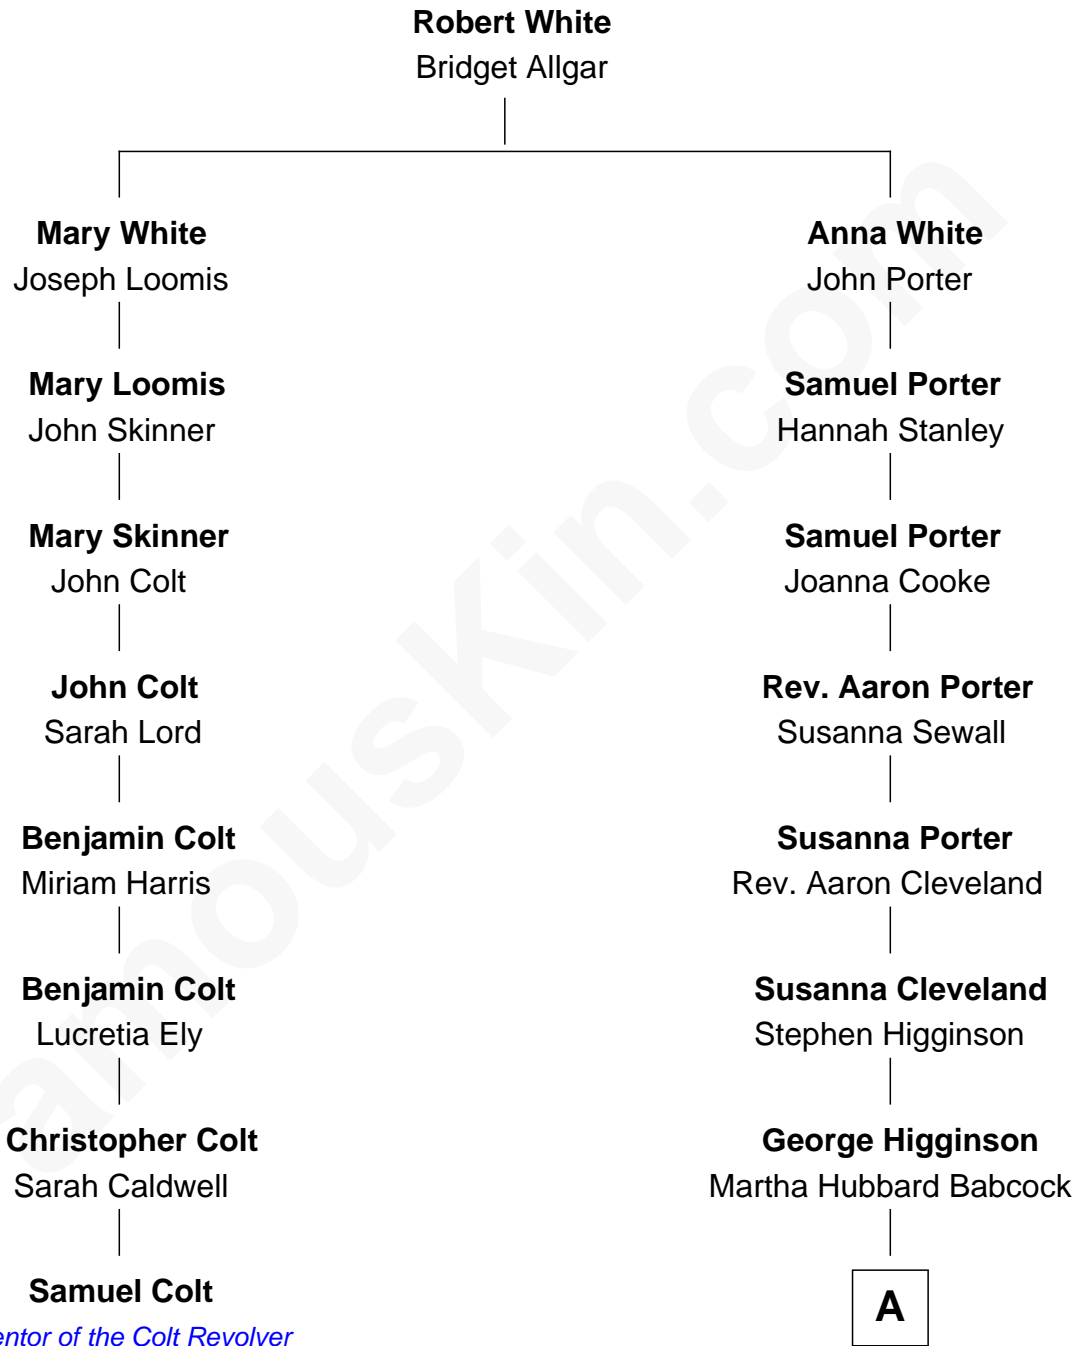 Robert White
Bridget Allgar
Mary White
Joseph Loomis
Anna White
John Porter
Mary Loomis
John Skinner
Samuel Porter
Hannah Stanley
Mary Skinner
John Colt
Samuel Porter
Joanna Cooke
John Colt
Sarah Lord
Rev. Aaron Porter
Susanna Sewall
Benjamin Colt
Miriam Harris
Susanna Porter
Rev. Aaron Cleveland
Benjamin Colt
Lucretia Ely
Susanna Cleveland
Stephen Higginson
Christopher Colt
Sarah Caldwell
George Higginson
Martha Hubbard Babcock
Samuel Colt
entor of the Colt Revolver
A
amousKin.com